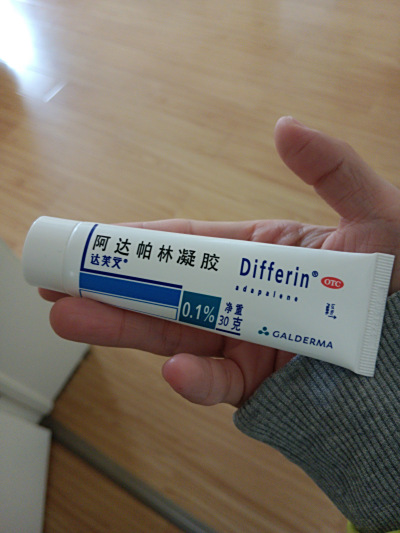 阿达帕林凝胶
达芙文®
Differin®
adapalene
OTC
0.1%
净重
30克
GALDERMA